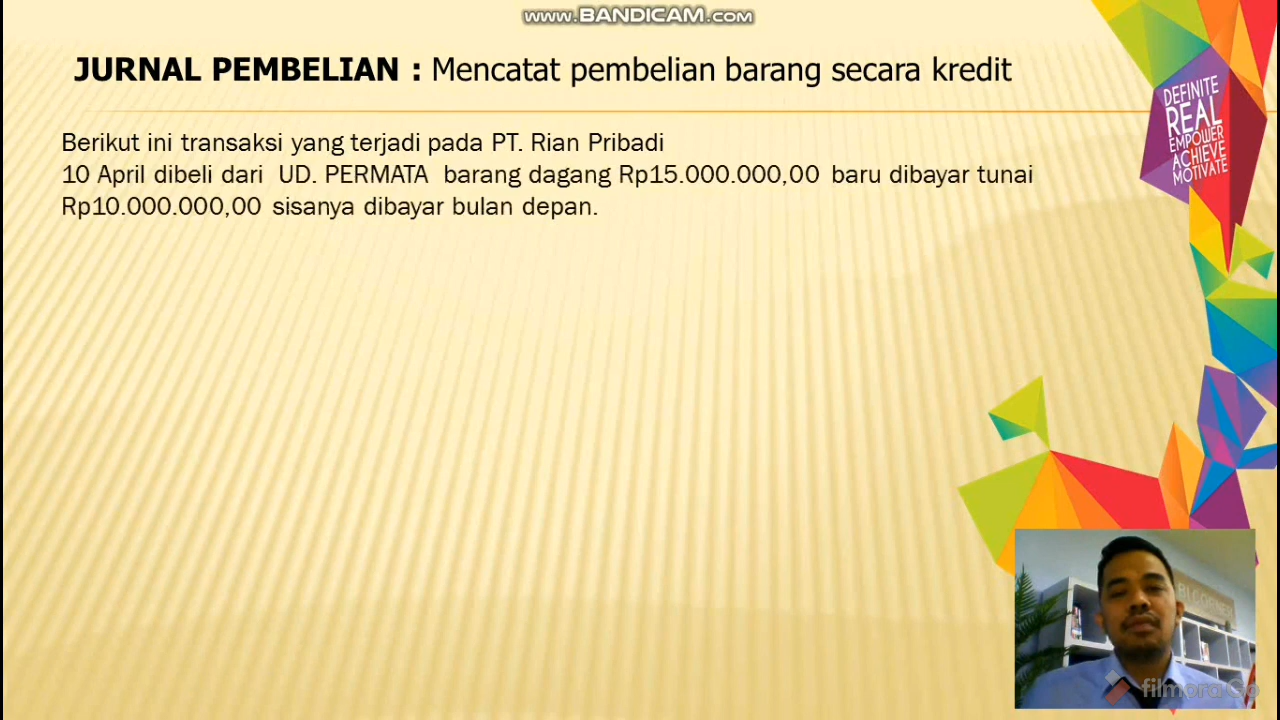 www.BANDICAM.com
JURNAL PEMBELIAN : Mencatat pembelian barang secara kredit
DEFINITE
REAL
EMPOWER
ACHIEVE
MOTIVATE
Berikut ini transaksi yang terjadi pada PT. Rian Pribadi
10 April dibeli dari UD. PERMATA barang dagang Rp15.000.000,00 baru dibayar tunai
Rp10.000.000,00 sisanya dibayar bulan depan.
BI CORNER
filmora Go